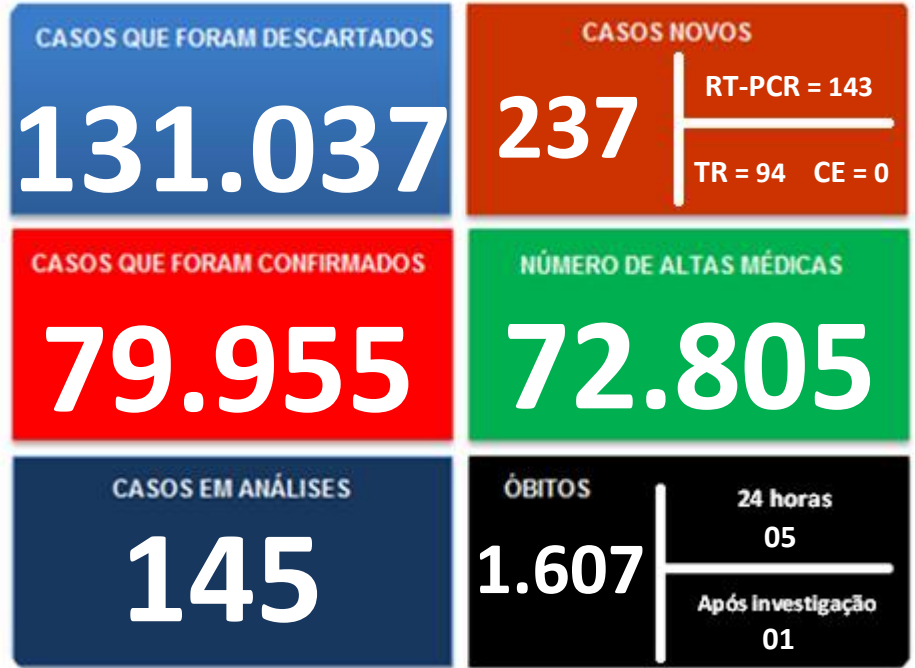 CASOS QUE FORAM DESCARTADOS
131.037
CASOS NOVOS
237
RT-PCR = 143
TR = 94 CE = 0
CASOS QUE FORAM CONFIRMADOS
79.955
NÚMERO DE ALTAS MÉDICAS
72.805
CASOS EM ANÁLISES
145
ÓBITOS
1.607
24 horas
05
Após investigação
01